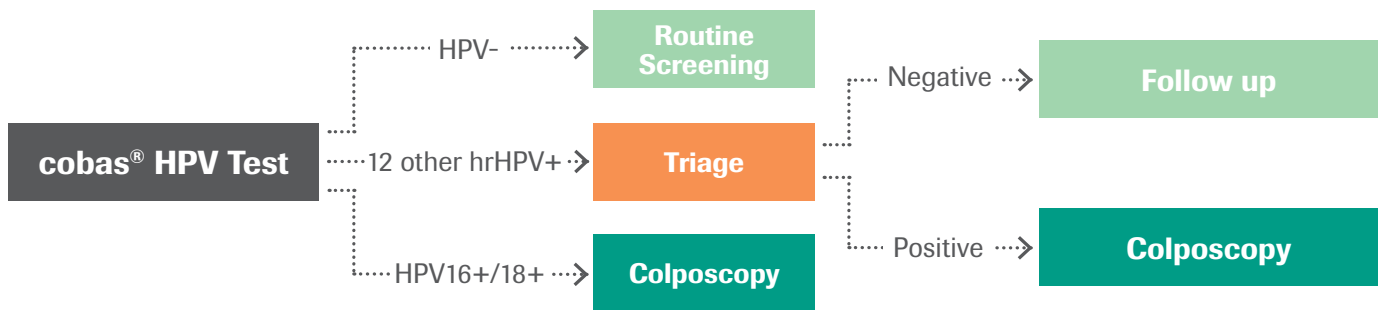 HPV-
Routine
Screening
Negative
Follow up
cobas® HPV Test
12 other hrHPV+
Triage
Positive
Colposcopy
HPV16+/18+
Colposcopy